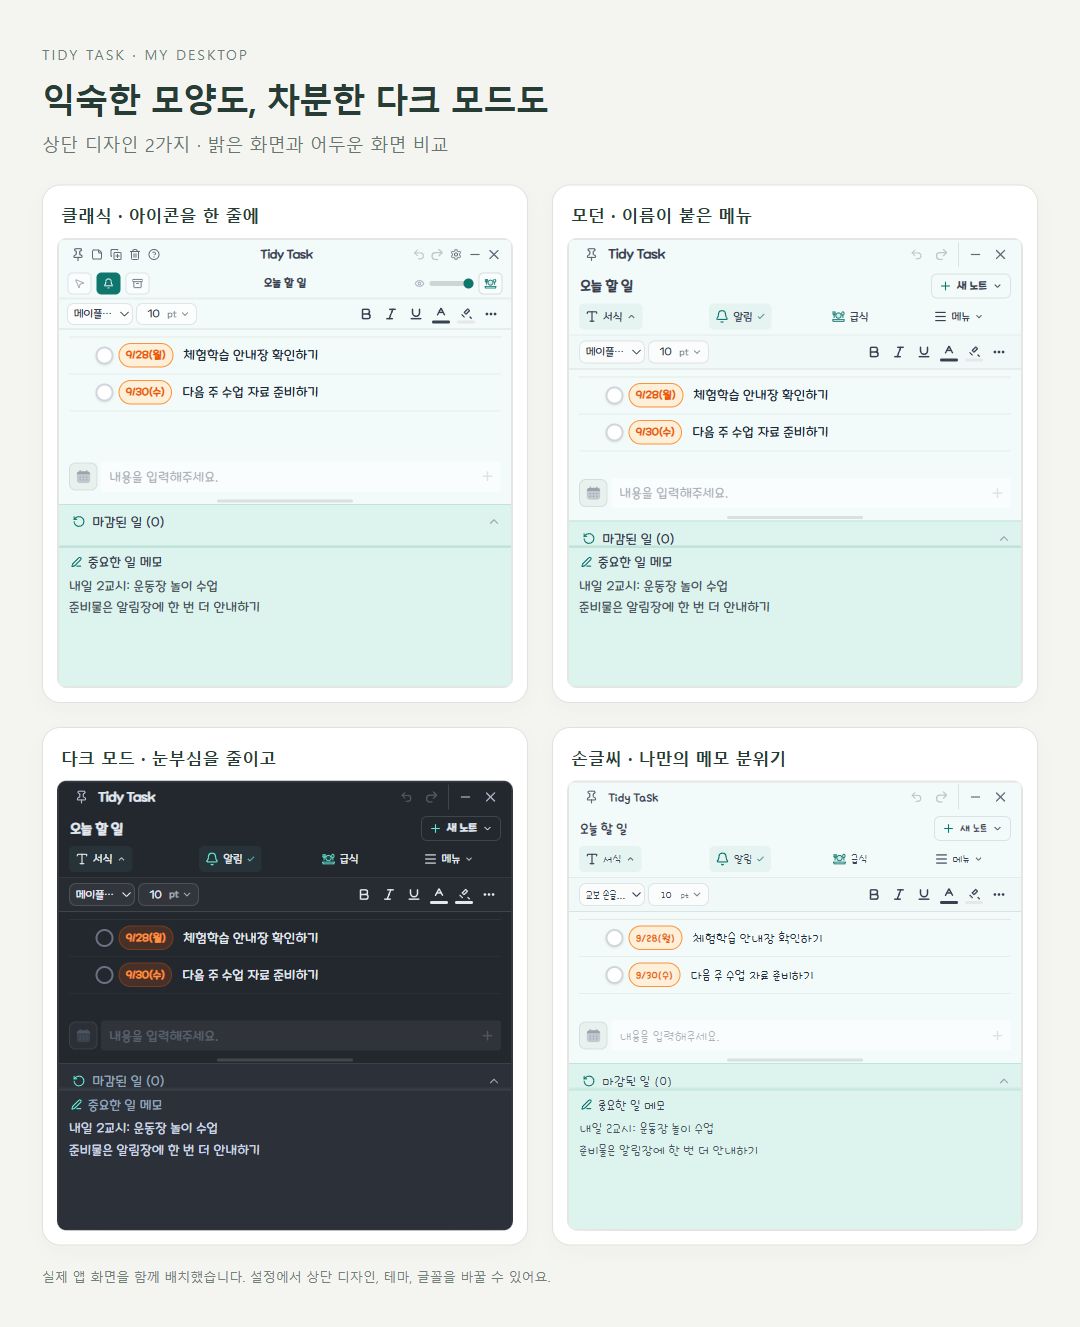 TIDY TASK · MY DESKTOP
익숙한 모양도, 차분한 다크 모드도
상단 디자인 2가지 · 밝은 화면과 어두운 화면 비교
클래식 · 아이콘을 한 줄에
Tidy Task
오늘 할 일
메이플… 10 pt B I U A
9/28(월) 체험학습 안내장 확인하기
9/30(수) 다음 주 수업 자료 준비하기
내용을 입력해주세요.
마감된 일 (0)
중요한 일 메모
내일 2교시: 운동장 놀이 수업
준비물은 알림장에 한 번 더 안내하기
모던 · 이름이 붙은 메뉴
Tidy Task
오늘 할 일 + 새 노트
서식 알림 급식 메뉴
메이플… 10 pt B I U A
9/28(월) 체험학습 안내장 확인하기
9/30(수) 다음 주 수업 자료 준비하기
내용을 입력해주세요.
마감된 일 (0)
중요한 일 메모
내일 2교시: 운동장 놀이 수업
준비물은 알림장에 한 번 더 안내하기
다크 모드 · 눈부심을 줄이고
Tidy Task
오늘 할 일 + 새 노트
서식 알림 급식 메뉴
메이플… 10 pt B I U A
9/28(월) 체험학습 안내장 확인하기
9/30(수) 다음 주 수업 자료 준비하기
내용을 입력해주세요.
마감된 일 (0)
중요한 일 메모
내일 2교시: 운동장 놀이 수업
준비물은 알림장에 한 번 더 안내하기
손글씨 · 나만의 메모 분위기
Tidy Task
오늘 할 일 + 새 노트
서식 알림 급식 메뉴
교보 손글… 10 pt B I U A
9/28(월) 체험학습 안내장 확인하기
9/30(수) 다음 주 수업 자료 준비하기
내용을 입력해주세요.
마감된 일 (0)
중요한 일 메모
내일 2교시: 운동장 놀이 수업
준비물은 알림장에 한 번 더 안내하기
실제 앱 화면을 함께 배치했습니다. 설정에서 상단 디자인, 테마, 글꼴을 바꿀 수 있어요.